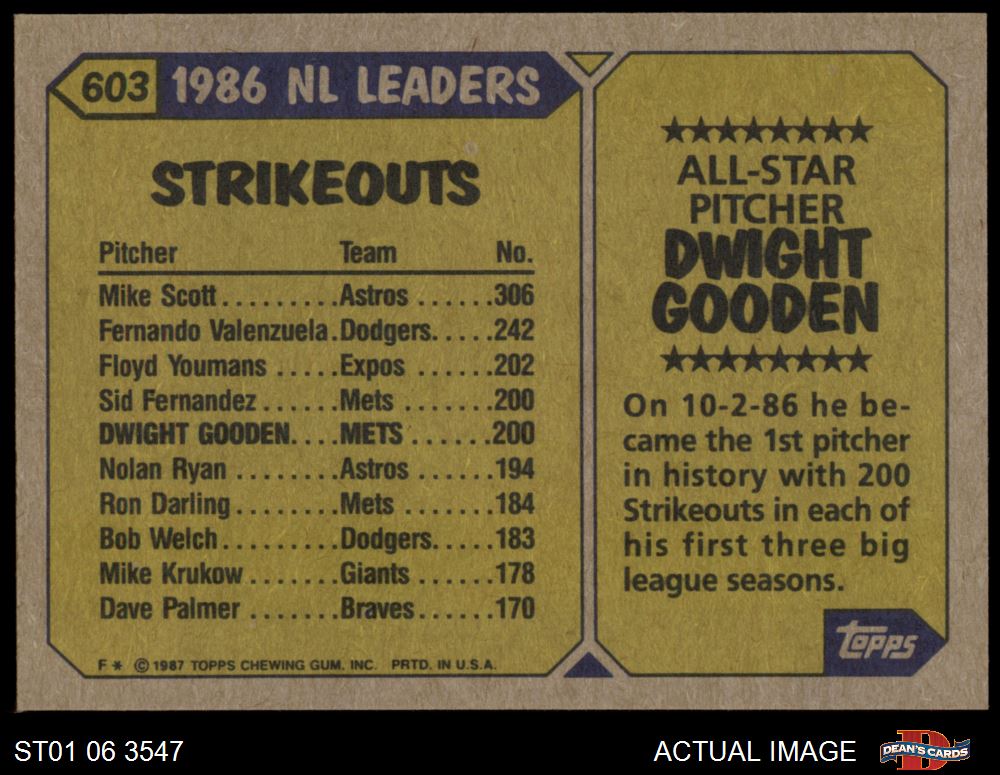 603 1986 NL LEADERS
STRIKEOUTS
Pitcher Team No.
Mike Scott.........Astros ......306
Fernando Valenzuela.Dodgers.....242
Floyd Youmans .....Expos ......202
Sid Fernandez......Mets .......200
DWIGHT GOODEN....METS .......200
Nolan Ryan ........Astros ......194
Ron Darling........Mets .......184
Bob Welch.........Dodgers.....183
Mike Krukow.......Giants ......178
Dave Palmer .......Braves......170
F* ©1987 TOPPS CHEWING GUM, INC. PRTD. IN U.S.A.
ALL-STAR
PITCHER
DWIGHT
GOODEN
On 10-2-86 he be-
came the 1st pitcher
in history with 200
Strikeouts in each of
his first three big
league seasons.
Topps
ST01 06 3547
ACTUAL IMAGE
D
DEAN'S CARDS